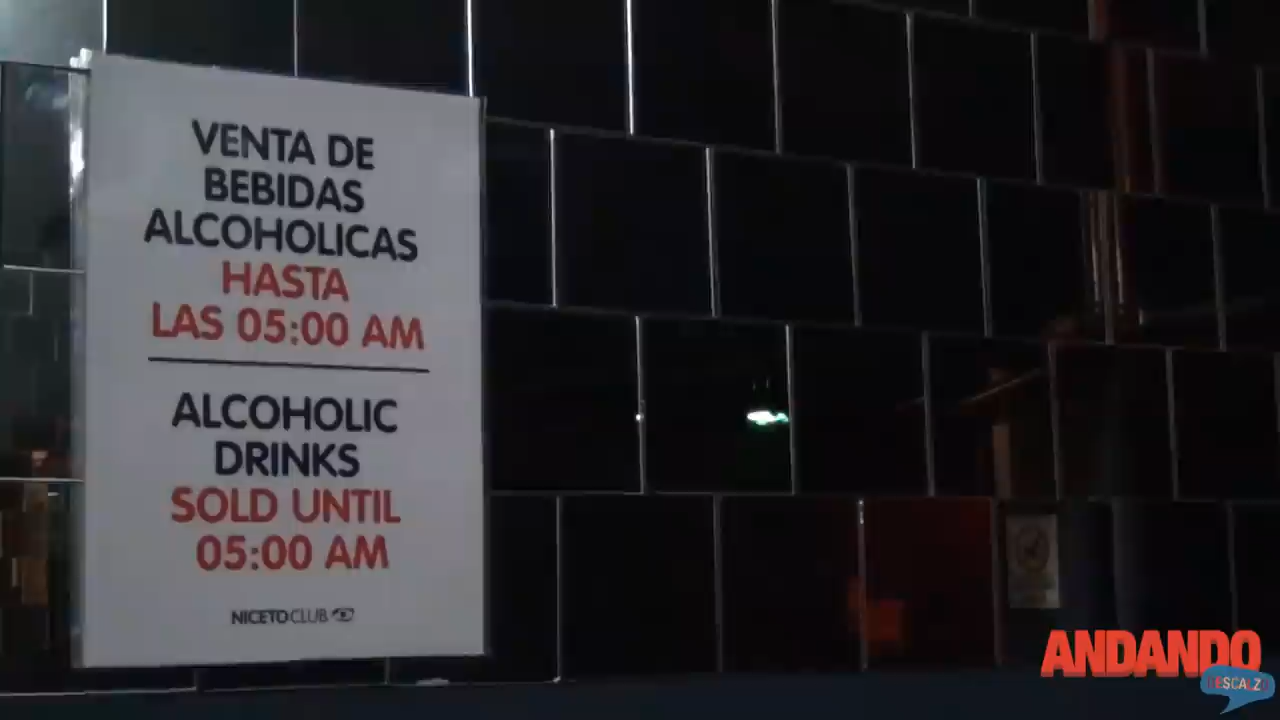 VENTA DE
BEBIDAS
ALCOHOLICAS
HASTA
LAS 05:00 AM
ALCOHOLIC
DRINKS
SOLD UNTIL
05:00 AM
NICETO CLUB
ANDANDO
DESCALZO